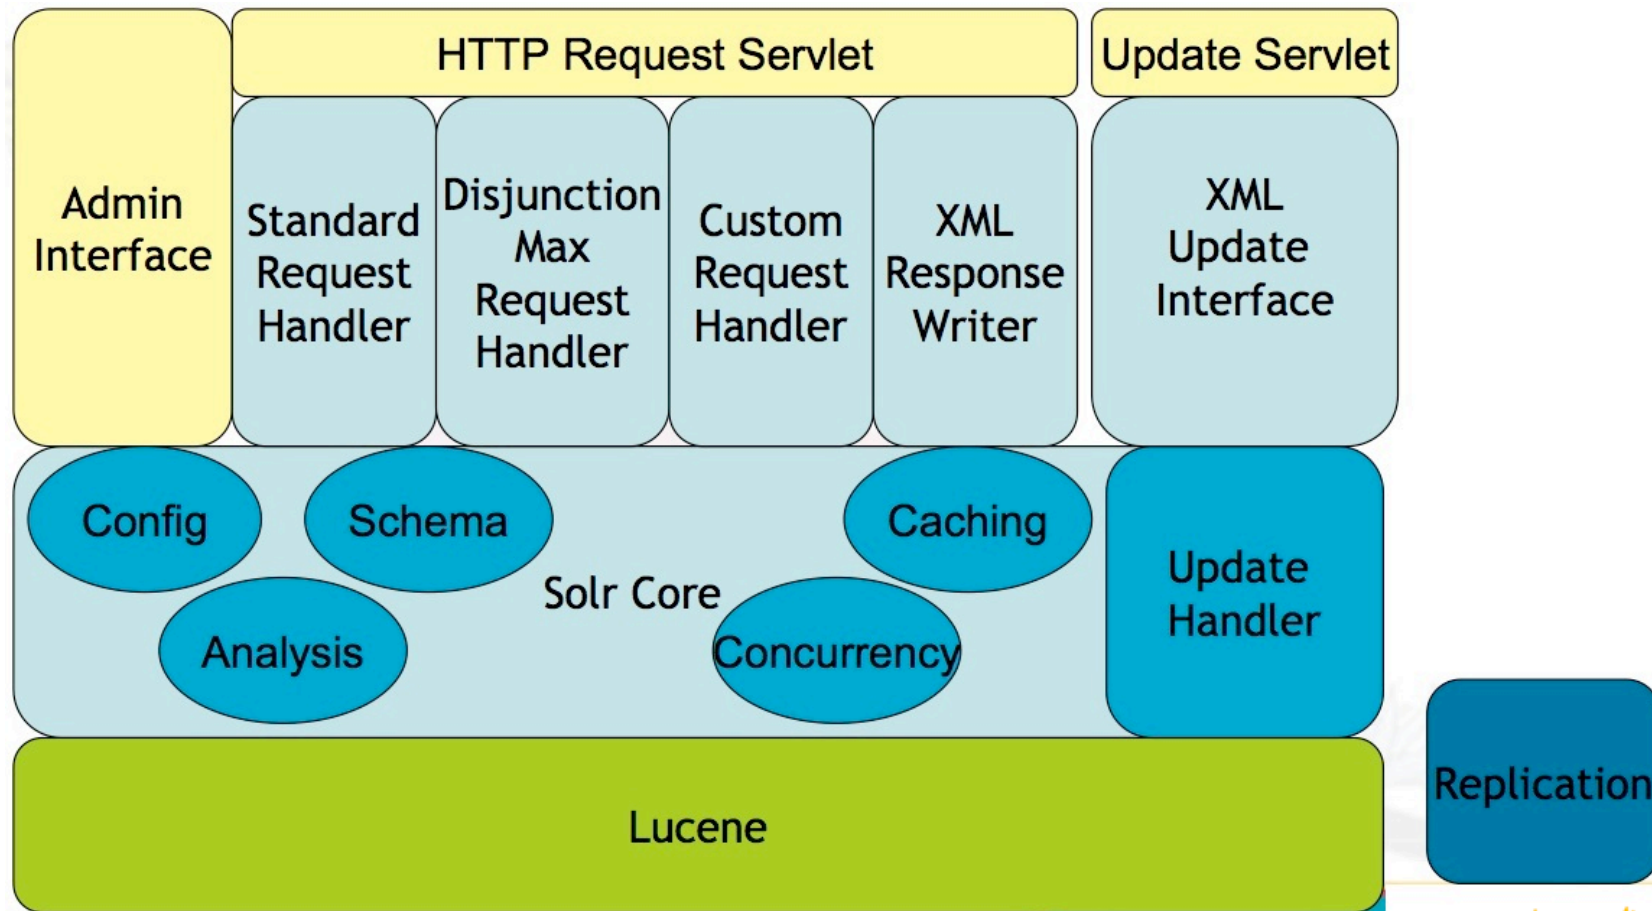 HTTP Request Servlet
Update Servlet
Admin
Interface
Standard
Request
Handler
Disjunction
Max
Request
Handler
Custom
Request
Handler
XML
Response
Writer
XML
Update
Interface
Config
Schema
Caching
Solr Core
Analysis
Concurrency
Update
Handler
Lucene
Replication